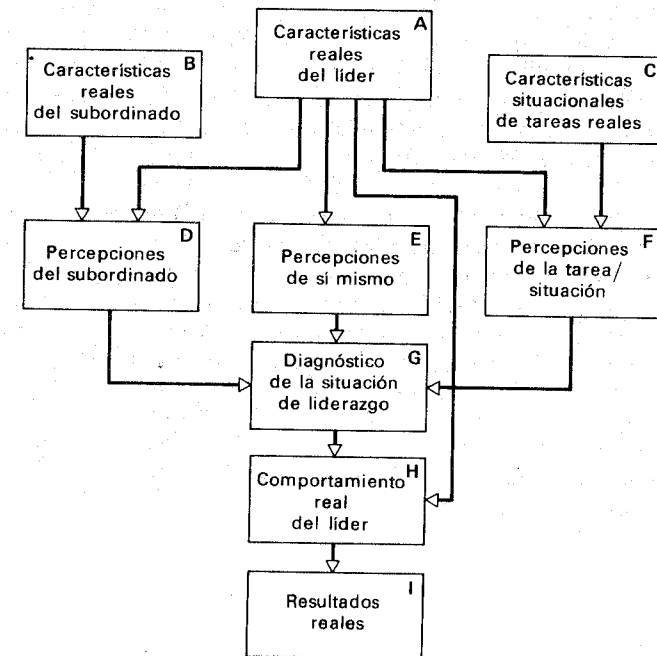 A
Características
reales
del líder
B
Características
reales
del subordinado
C
Características
situacionales
de tareas reales
D
Percepciones
del subordinado
E
Percepciones
de sí mismo
F
Percepciones
de la tarea/
situación
G
Diagnóstico
de la situación
de liderazgo
H
Comportamiento
real
del líder
I
Resultados
reales